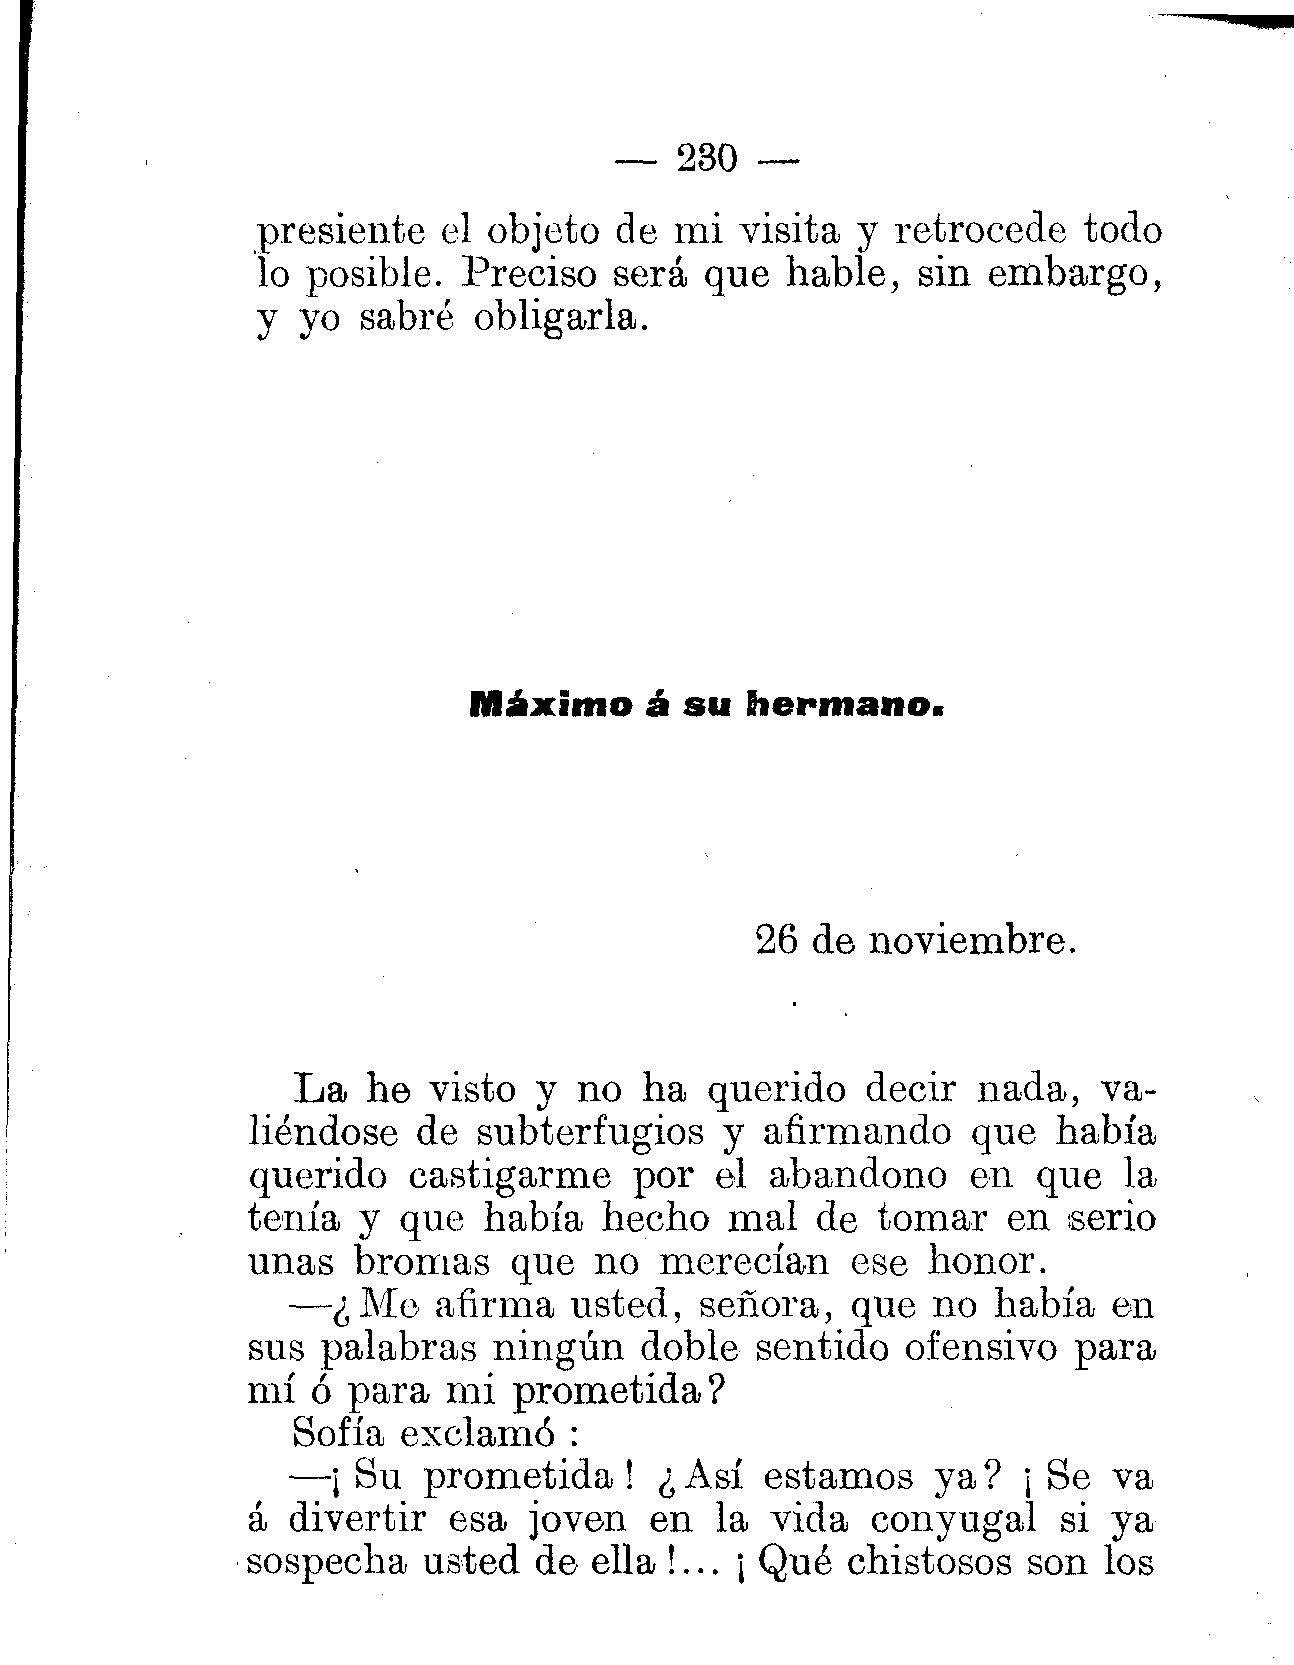 — 230 —
presiente el objeto de mi visita y retrocede todo
lo posible. Preciso será que hable, sin embargo,
y yo sabré obligarla.
Máximo á su hermano.
26 de noviembre.
La he visto y no ha querido decir nada, va-
liéndose de subterfugios y afirmando que había
querido castigarme por el abandono en que la
tenía y que había hecho mal de tomar en serio
unas bromas que no merecían ese honor.
—¿Me afirma usted, señora, que no había en
sus palabras ningún doble sentido ofensivo para
mí ó para mi prometida?
Sofía exclamó :
—¡ Su prometida ! ¿ Así estamos ya? ¡ Se va
á divertir esa joven en la vida conyugal si ya
sospecha usted de ella !... ¡ Qué chistosos son los